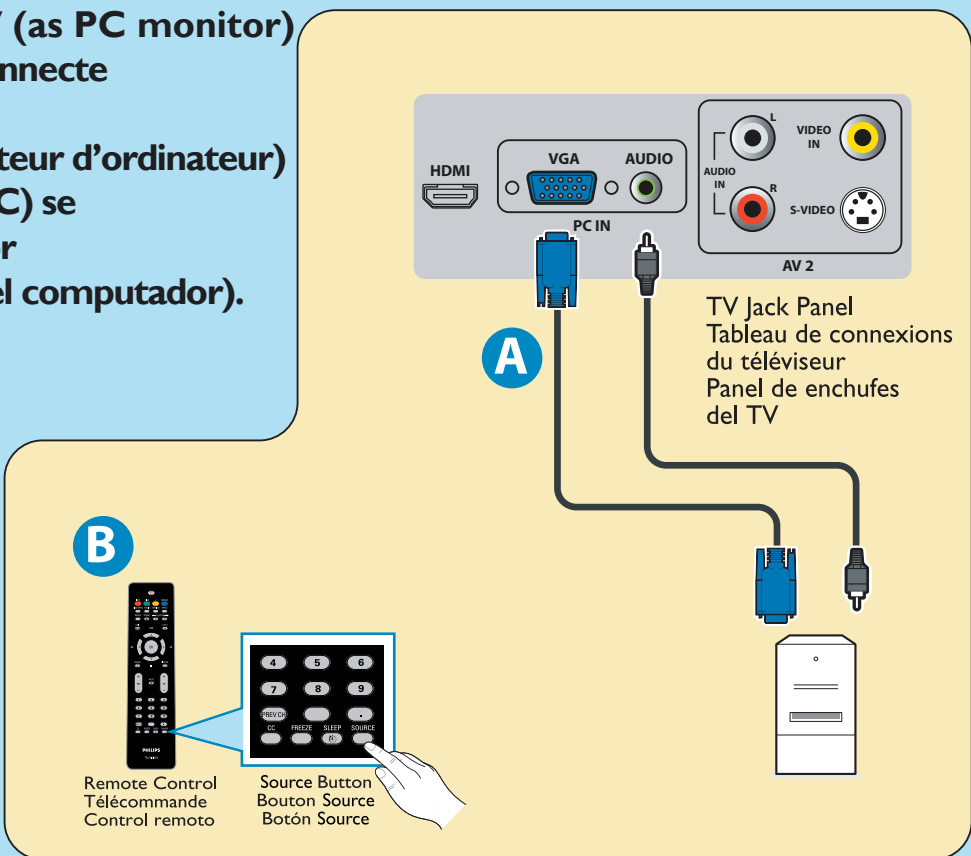 (as PC monitor)
nnecte
teur d'ordinateur)
C) se
r
el computador).
HDMI
VGA
AUDIO
PC IN
AUDIO
IN
L
R
VIDEO
IN
S-VIDEO
AV 2
TV Jack Panel
Tableau de connexions
du téléviseur
Panel de enchufes
del TV
A
B
PHILIPS
4 5 6
7 8 9
PREV CH .
CC FREEZE SLEEP SOURCE
Remote Control
Télécommande
Control remoto
Source Button
Bouton Source
Botón Source